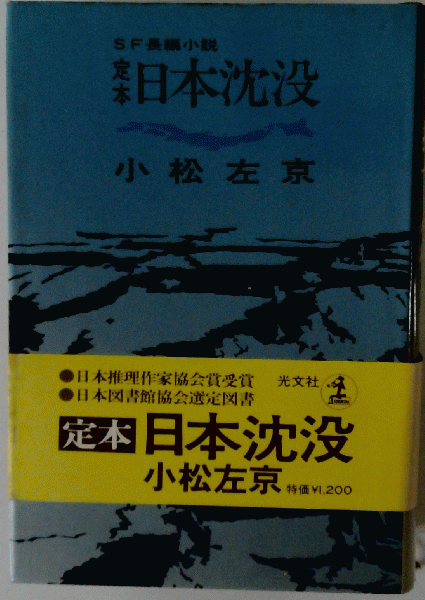 SF長編小説
定本 日本沈没
小松左京
●日本推理作家協会賞受賞
●日本図書館協会選定図書
光文社
定本 日本沈没
小松左京
特価¥1,200